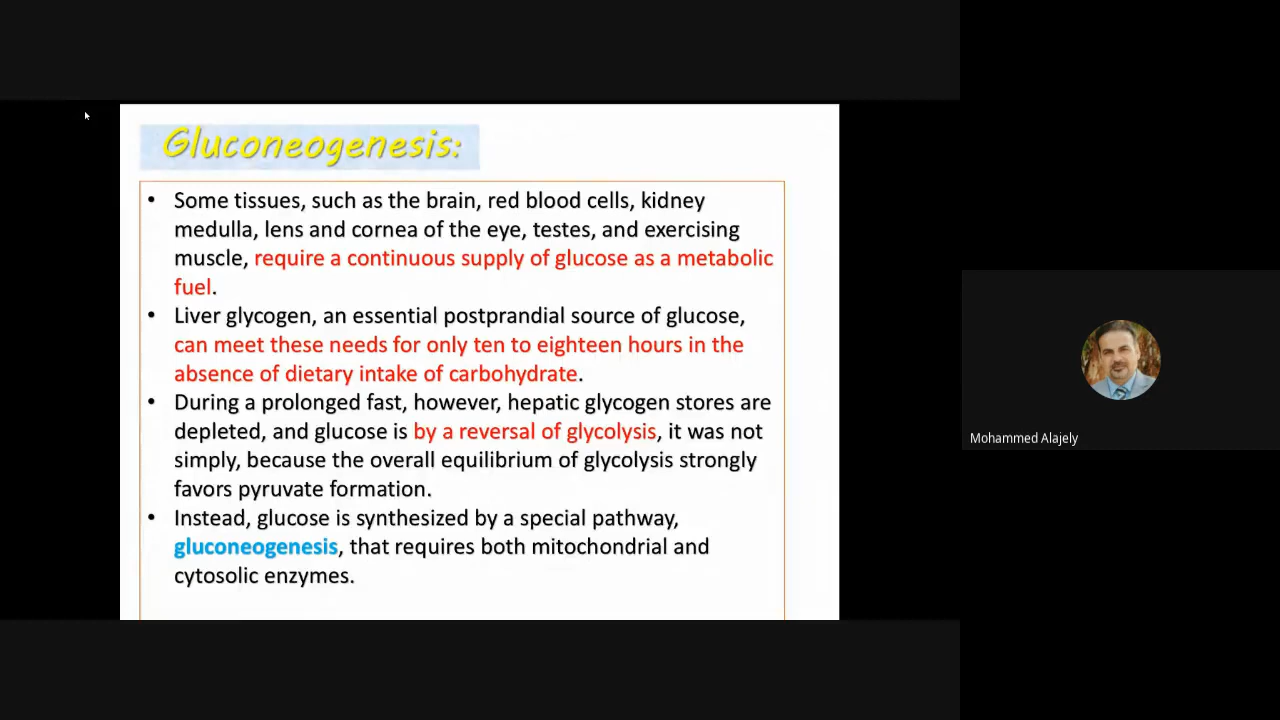 Gluconeogenesis:
• Some tissues, such as the brain, red blood cells, kidney
medulla, lens and cornea of the eye, testes, and exercising
muscle, require a continuous supply of glucose as a metabolic
fuel.
• Liver glycogen, an essential postprandial source of glucose,
can meet these needs for only ten to eighteen hours in the
absence of dietary intake of carbohydrate.
• During a prolonged fast, however, hepatic glycogen stores are
depleted, and glucose is by a reversal of glycolysis, it was not
simply, because the overall equilibrium of glycolysis strongly
favors pyruvate formation.
• Instead, glucose is synthesized by a special pathway,
gluconeogenesis, that requires both mitochondrial and
cytosolic enzymes.
Mohammed Alajely